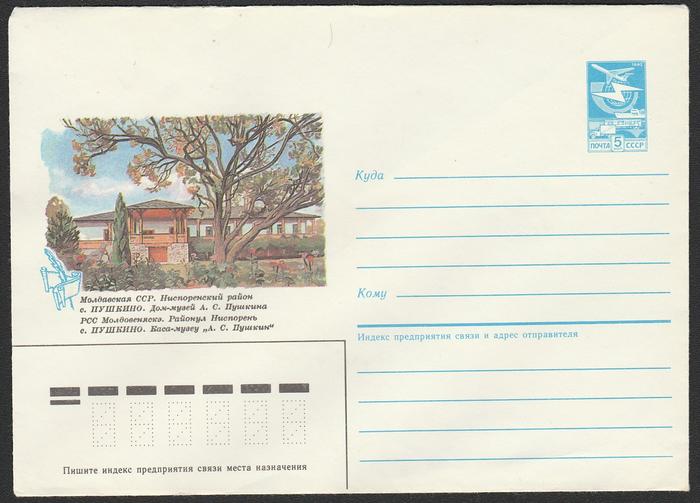 1982
ПОЧТА 5 СССР
Куда
Молдавская ССР. Ниспоренский район
с. ПУШКИНО. Дом-музей А. С. Пушкина
РСС Молдовеняскэ. Районул Ниспорень
с. ПУШКИНО. Каса-музеу „А. С. Пушкин“
Кому
Индекс предприятия связи и адрес отправителя
Пишите индекс предприятия связи места назначения